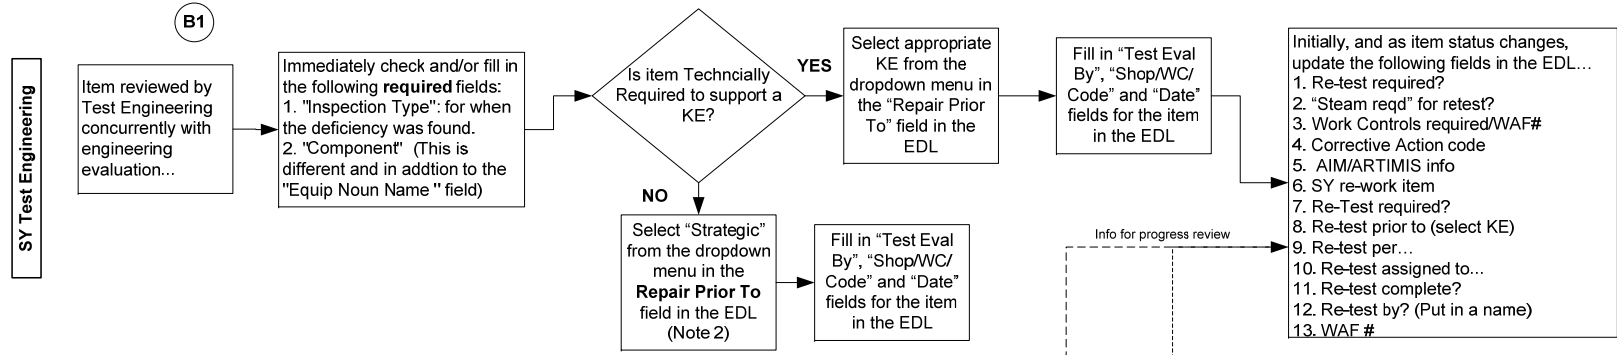 B1
SY Test Engineering
Item reviewed by
Test Engineering
concurrently with
engineering
evaluation...
Immediately check and/or fill in
the following required fields:
1. "Inspection Type": for when
the deficiency was found.
2. "Component" (This is
different and in addtion to the
"Equip Noun Name " field)
Is item Techncially
Required to support a
KE?
YES
Select appropriate
KE from the
dropdown menu in
the “Repair Prior
To” field in the
EDL
Fill in “Test Eval
By”, “Shop/WC/
Code” and “Date”
fields for the item
in the EDL
NO
Select “Strategic”
from the dropdown
menu in the
Repair Prior To
field in the EDL
(Note 2)
Fill in “Test Eval
By”, “Shop/WC/
Code” and “Date”
fields for the item
in the EDL
Info for progress review
Initially, and as item status changes,
update the following fields in the EDL…
1. Re-test required?
2. “Steam reqd” for retest?
3. Work Controls required/WAF#
4. Corrective Action code
5. AIM/ARTIMIS info
6. SY re-work item
7. Re-Test required?
8. Re-test prior to (select KE)
9. Re-test per…
10. Re-test assigned to…
11. Re-test complete?
12. Re-test by? (Put in a name)
13. WAF #